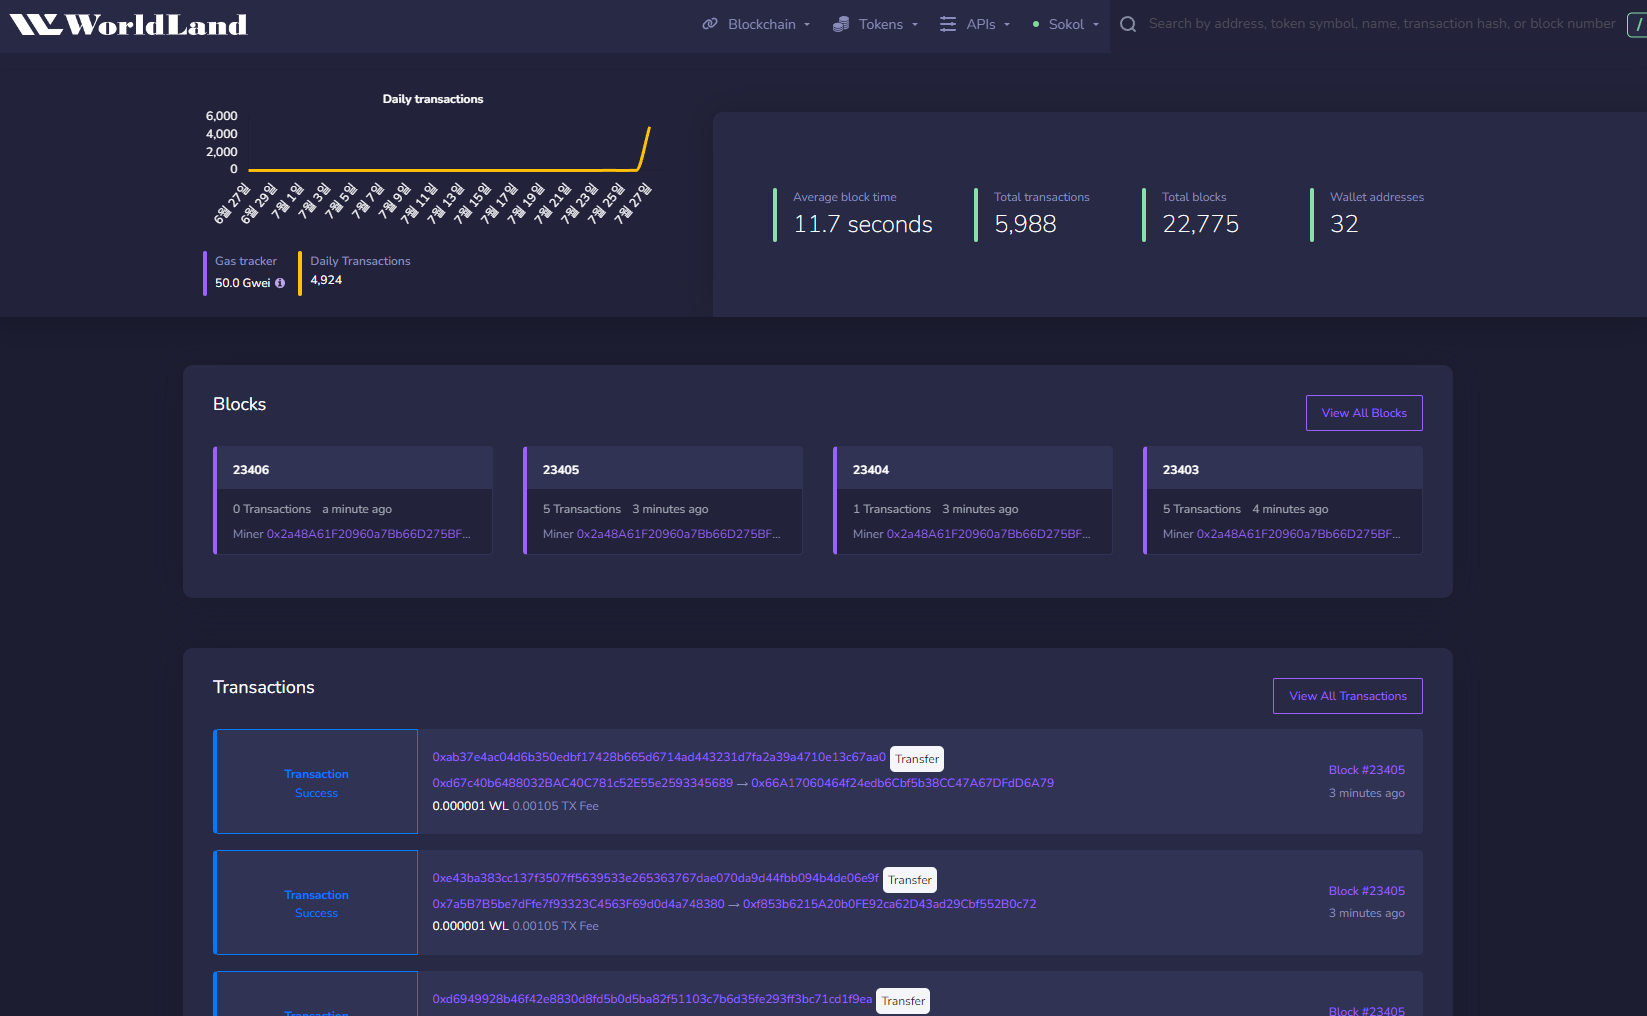 WorldLand
Blockchain
Tokens
APIs
Sokol
Search by address, token symbol, name, transaction hash, or block number
/
Daily transactions
6,000
4,000
2,000
0
6월 27일
6월 29일
7월 1일
7월 3일
7월 5일
7월 7일
7월 9일
7월 11일
7월 13일
7월 15일
7월 17일
7월 19일
7월 21일
7월 23일
7월 25일
7월 27일
Gas tracker
50.0 Gwei
Daily Transactions
4,924
Average block time
11.7 seconds
Total transactions
5,988
Total blocks
22,775
Wallet addresses
32
Blocks
View All Blocks
23406
0 Transactions a minute ago
Miner 0x2a48A61F20960a7Bb66D275BF...
23405
5 Transactions 3 minutes ago
Miner 0x2a48A61F20960a7Bb66D275BF...
23404
1 Transactions 3 minutes ago
Miner 0x2a48A61F20960a7Bb66D275BF...
23403
5 Transactions 4 minutes ago
Miner 0x2a48A61F20960a7Bb66D275BF...
Transactions
View All Transactions
Transaction
Success
0xab37e4ac04d6b350edbf17428b665d6714ad443231d7fa2a39a4710e13c67aa0 Transfer
0xd67c40b6488032BAC40C781c52E55e2593345689 → 0x66A17060464f24edb6Cbf5b38CC47A67DFdD6A79
0.000001 WL 0.00105 TX Fee
Block #23405
3 minutes ago
Transaction
Success
0xe43ba383cc137f3507ff5639533e265363767dae070da9d44fbb094b4de06e9f Transfer
0x7a5B7B5be7dFfe7f93323C4563F69d0d4a748380 → 0xf853b6215A20b0FE92ca62D43ad29Cbf552B0c72
0.000001 WL 0.00105 TX Fee
Block #23405
3 minutes ago
Transaction
0xd6949928b46f42e8830d8fd5b0d5ba82f51103c7b6d35fe293ff3bc71cd1f9ea Transfer
Block #23405